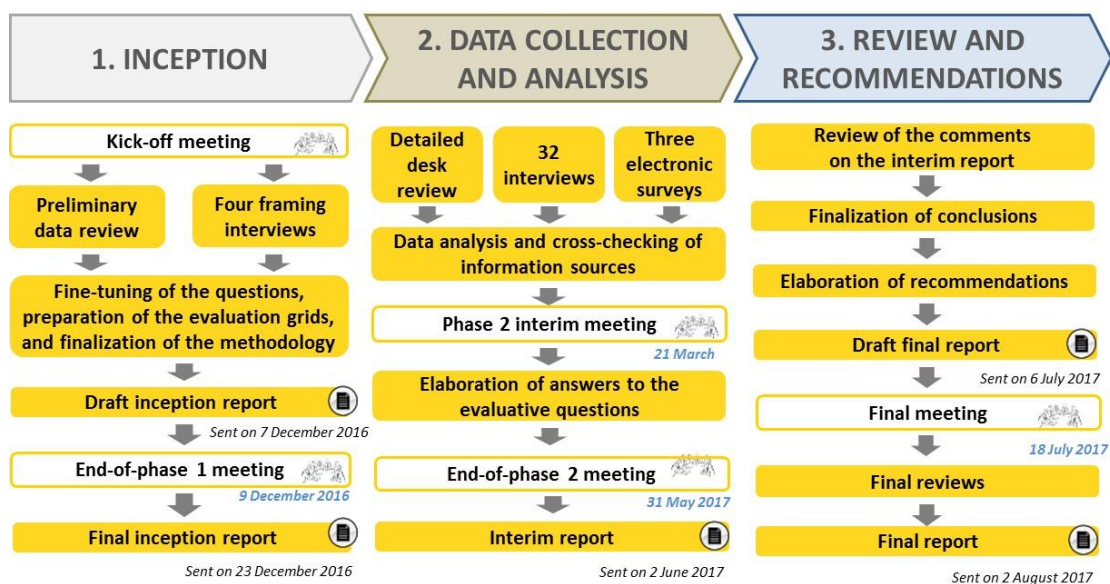 1. INCEPTION
Kick-off meeting
Preliminary
data review
Four framing
interviews
Fine-tuning of the questions,
preparation of the evaluation grids,
and finalization of the methodology
Draft inception report
Sent on 7 December 2016
End-of-phase 1 meeting
9 December 2016
Final inception report
Sent on 23 December 2016
2. DATA COLLECTION
AND ANALYSIS
Detailed
desk
review
32
interviews
Three
electronic
surveys
Data analysis and cross-checking of
information sources
Phase 2 interim meeting
21 March
Elaboration of answers to the
evaluative questions
End-of-phase 2 meeting
31 May 2017
Interim report
Sent on 2 June 2017
3. REVIEW AND
RECOMMENDATIONS
Review of the comments
on the interim report
Finalization of conclusions
Elaboration of recommendations
Draft final report
Sent on 6 July 2017
Final meeting
18 July 2017
Final reviews
Final report
Sent on 2 August 2017